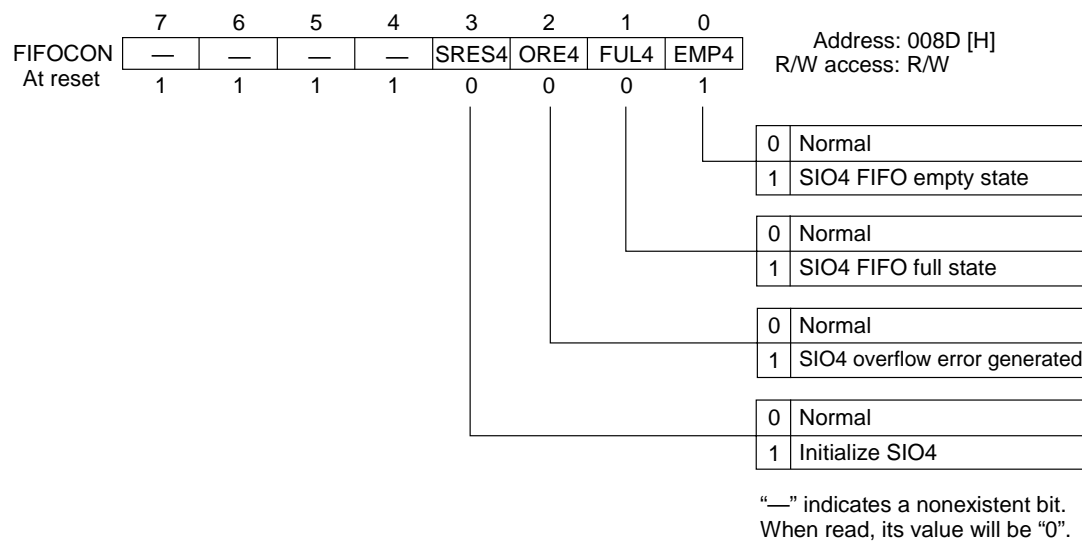 7 6 5 4 3 2 1 0
FIFOCON — — — — SRES4 ORE4 FUL4 EMP4
At reset 1 1 1 1 0 0 0 1
Address: 008D [H]
R/W access: R/W
0 Normal
1 SIO4 FIFO empty state
0 Normal
1 SIO4 FIFO full state
0 Normal
1 SIO4 overflow error generated
0 Normal
1 Initialize SIO4
“—” indicates a nonexistent bit.
When read, its value will be “0”.